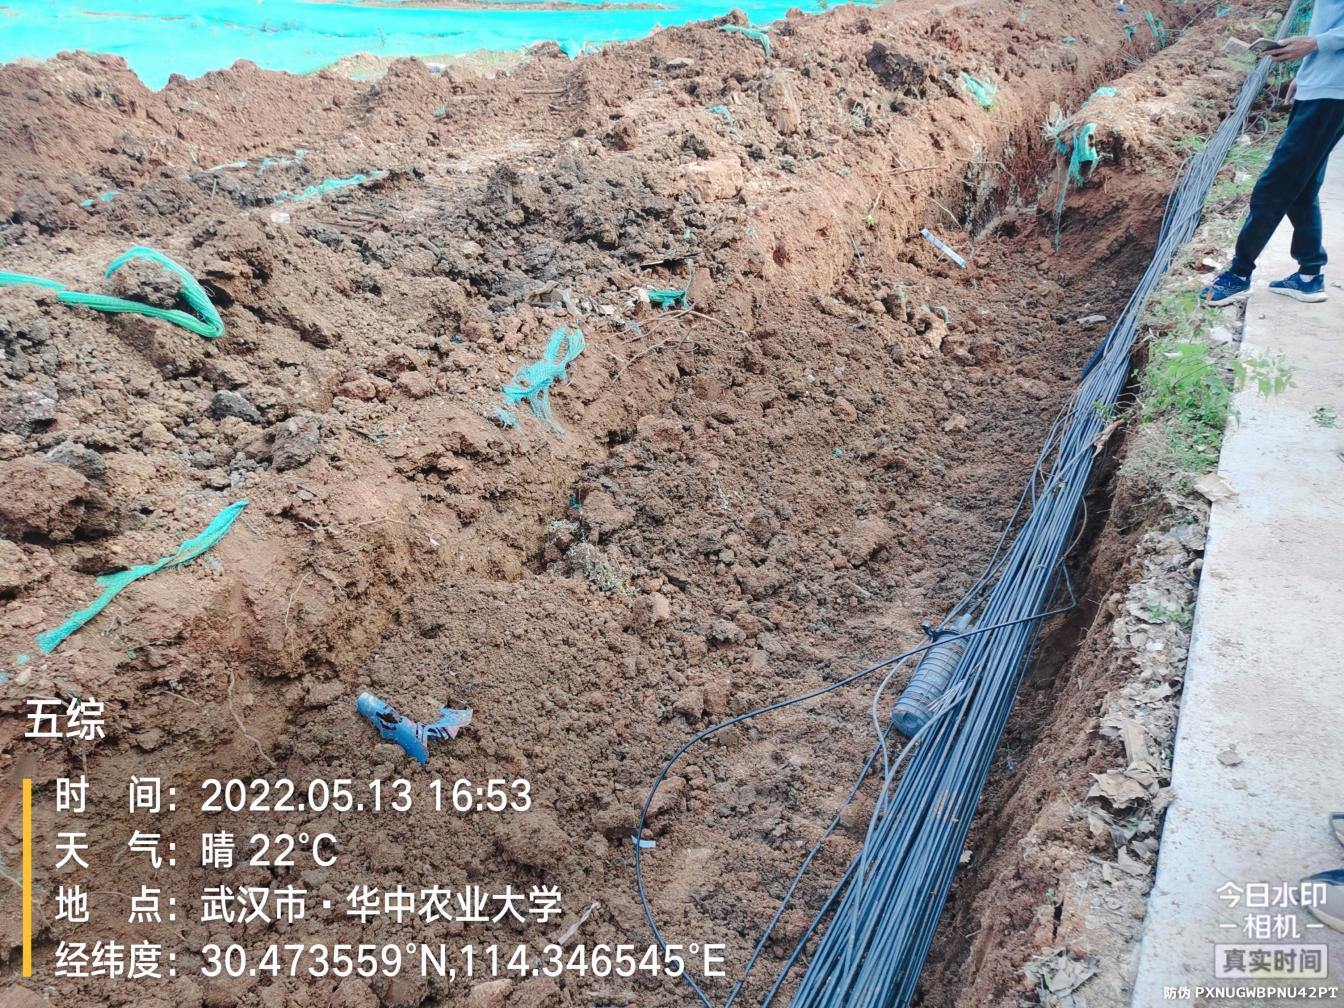 五综
时 间：2022.05.13 16:53
天 气：晴 22℃
地 点：武汉市·华中农业大学
经纬度：30.473559°N,114.346545°E
今日水印
-相机-
真实时间
防伪 PXNUGWBPNU42PT